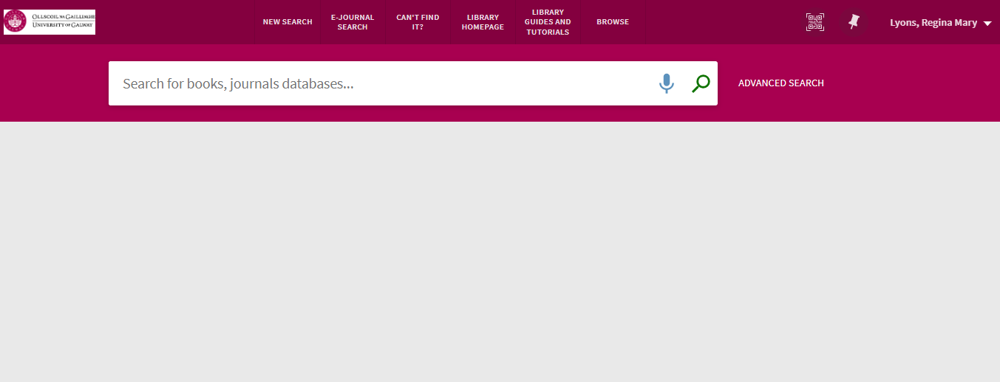 OLLSCOIL NA GAILLIMHE
UNIVERSITY OF GALWAY
NEW SEARCH
E-JOURNAL
SEARCH
CAN'T FIND
IT?
LIBRARY
HOMEPAGE
LIBRARY
GUIDES AND
TUTORIALS
BROWSE
Lyons, Regina Mary
Search for books, journals databases...
ADVANCED SEARCH